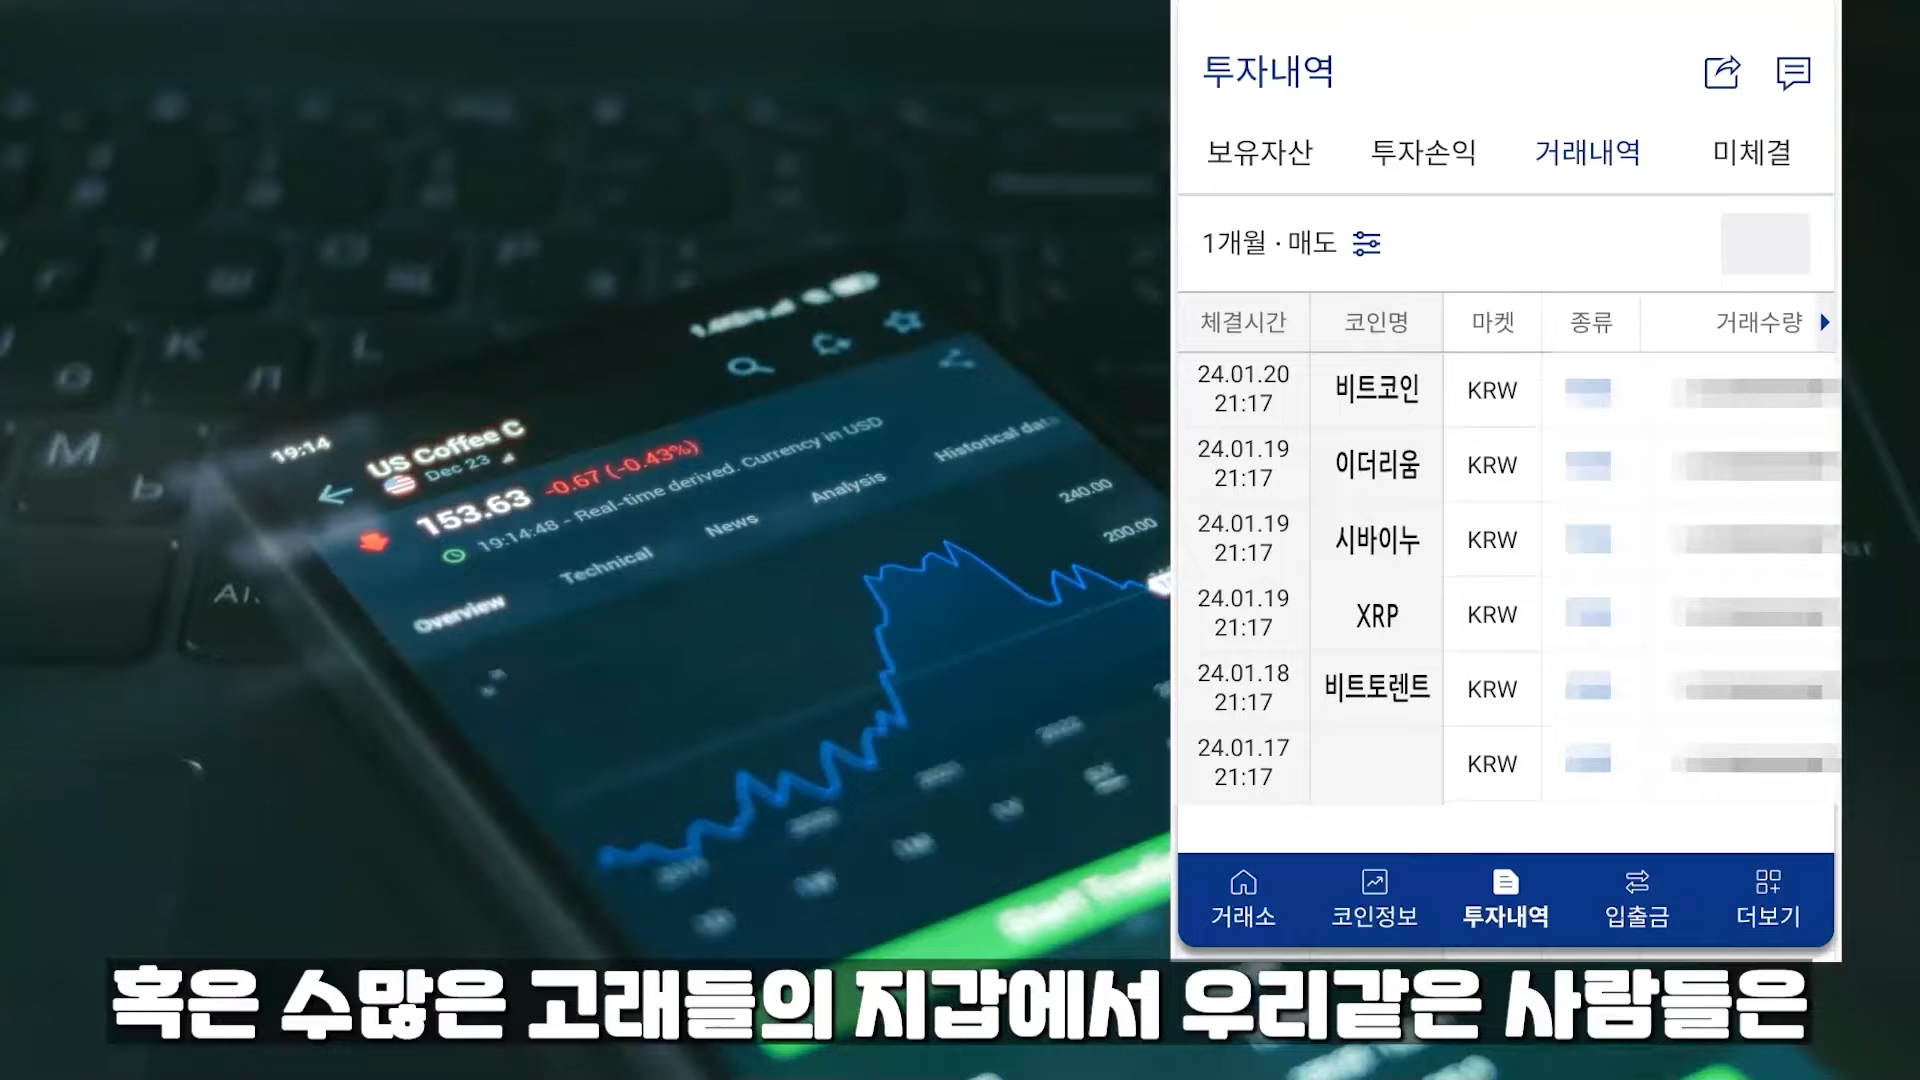 투자내역
보유자산 투자손익 거래내역 미체결
1개월 · 매도
체결시간 코인명 마켓 종류 거래수량
24.01.20 21:17 비트코인 KRW
24.01.19 21:17 이더리움 KRW
24.01.19 21:17 시바이누 KRW
24.01.19 21:17 XRP KRW
24.01.18 21:17 비트토렌트 KRW
24.01.17 21:17 KRW
거래소 코인정보 투자내역 입출금 더보기
19:14
US Coffee C
Dec 23
153.63 -0.67 (-0.43%)
19:14:48 - Real-time derived. Currency in USD
Overview Technical News Analysis Historical data
240.00
200.00
혹은 수많은 고래들의 지갑에서 우리같은 사람들은